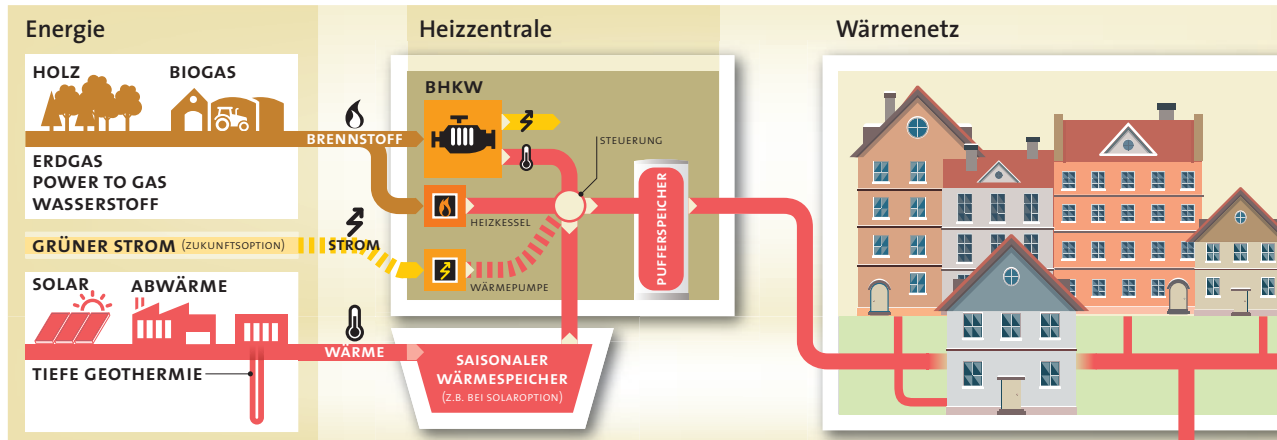 Energie
HOLZ
BIOGAS
BRENNSTOFF
ERDGAS
POWER TO GAS
WASSERSTOFF
GRÜNER STROM (ZUKUNFTSOPTION)
STROM
SOLAR
ABWÄRME
WÄRME
TIEFE GEOTHERMIE
Heizzentrale
BHKW
STEUERUNG
HEIZKESSEL
WÄRMEPUMPE
PUFFERSPEICHER
SAISONALER
WÄRMESPEICHER
(Z.B. BEI SOLAROPTION)
Wärmenetz